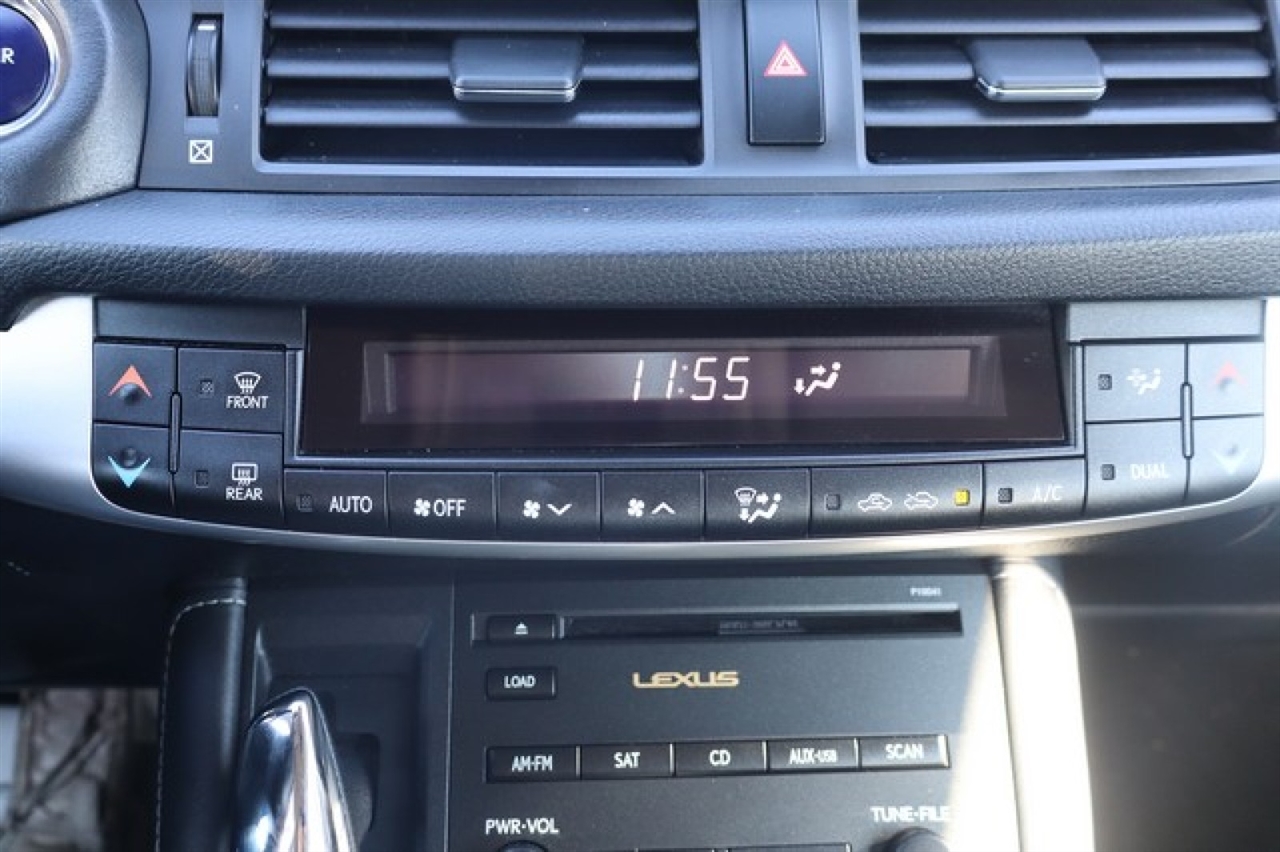 R
11:55
FRONT
REAR
AUTO
OFF
A/C
DUAL
P10041
LOAD
LEXUS
AM·FM
SAT
CD
AUX·USB
SCAN
PWR·VOL
TUNE·FILE